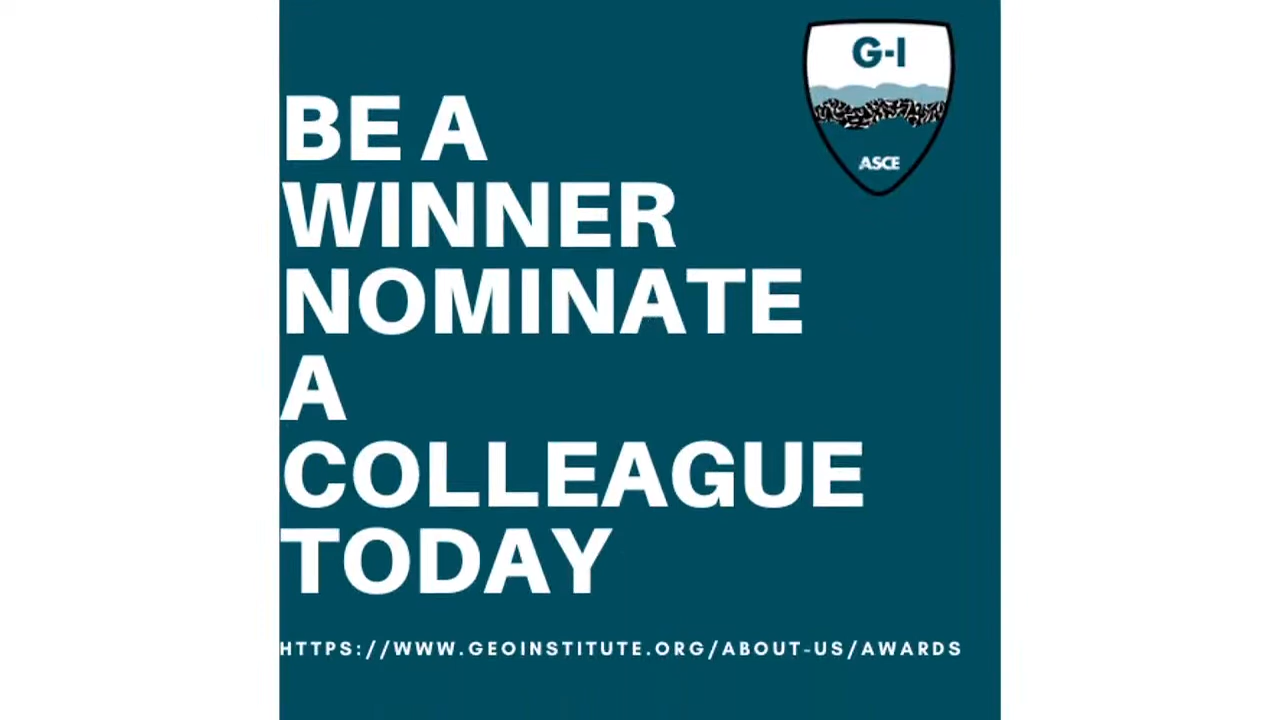 G-I
ASCE
BE A
WINNER
NOMINATE
A
COLLEAGUE
TODAY
HTTPS://WWW.GEOINSTITUTE.ORG/ABOUT-US/AWARDS